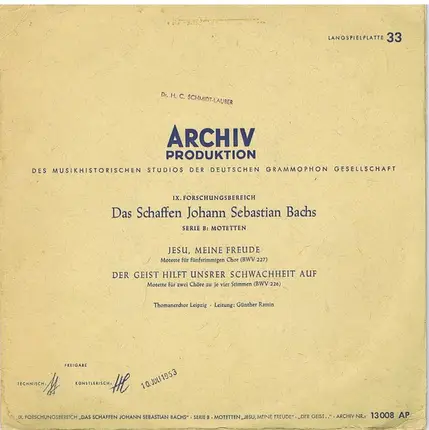 LANGSPIELPLATTE 33
Dr. H. C. SCHMIDT-LAUBER
ARCHIV
PRODUKTION
DES MUSIKHISTORISCHEN STUDIOS DER DEUTSCHEN GRAMMOPHON GESELLSCHAFT
IX. FORSCHUNGSBEREICH
Das Schaffen Johann Sebastian Bachs
SERIE B: MOTETTEN
JESU, MEINE FREUDE
Motette für fünfstimmigen Chor (BWV 227)
DER GEIST HILFT UNSRER SCHWACHHEIT AUF
Motette für zwei Chöre zu je vier Stimmen (BWV 226)
Thomanerchor Leipzig - Leitung: Günther Ramin
FREIGABE
TECHNISCH: KÜNSTLERISCH: 10. JULI 1953
IX. FORSCHUNGSBEREICH „DAS SCHAFFEN JOHANN SEBASTIAN BACHS" - SERIE B - MOTETTEN „JESU, MEINE FREUDE" - „DER GEIST..." - ARCHIV NR.: 13008 AP